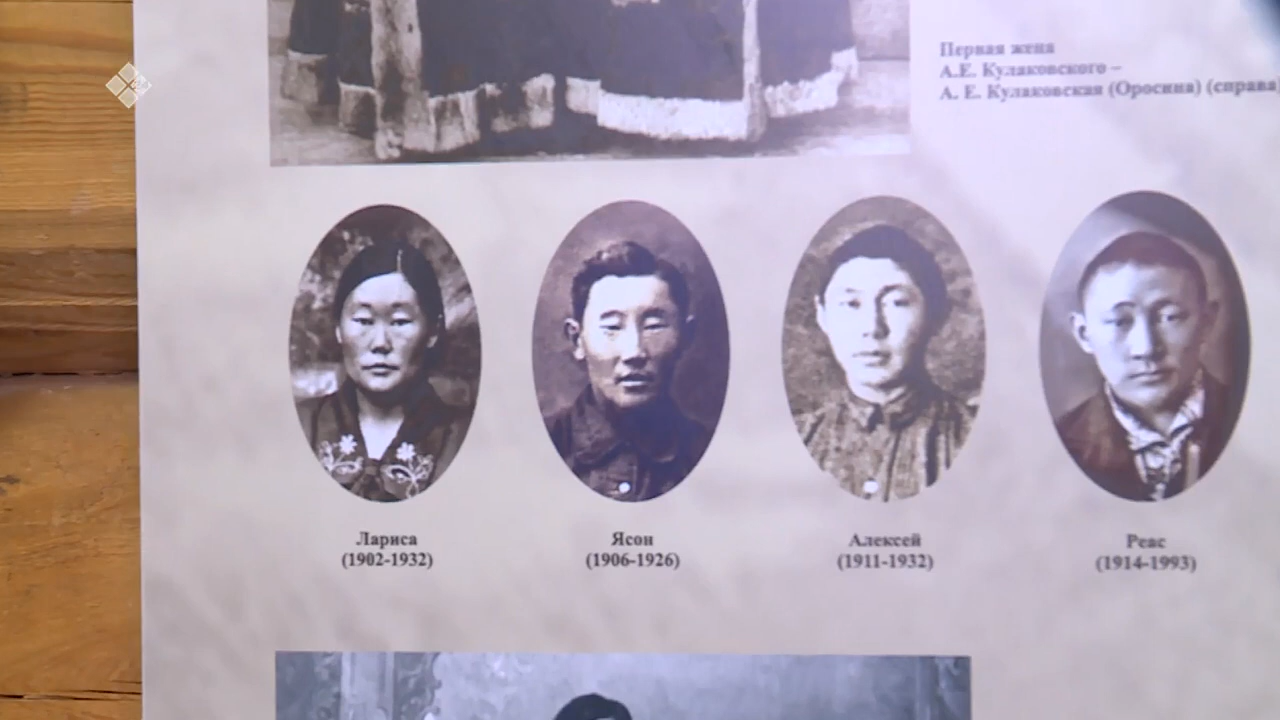 Первая жена
А.Е. Кулаковского –
А. Е. Кулаковская (Оросина) (справа)
Лариса
(1902-1932)
Ясон
(1906-1926)
Алексей
(1911-1932)
Реас
(1914-1993)